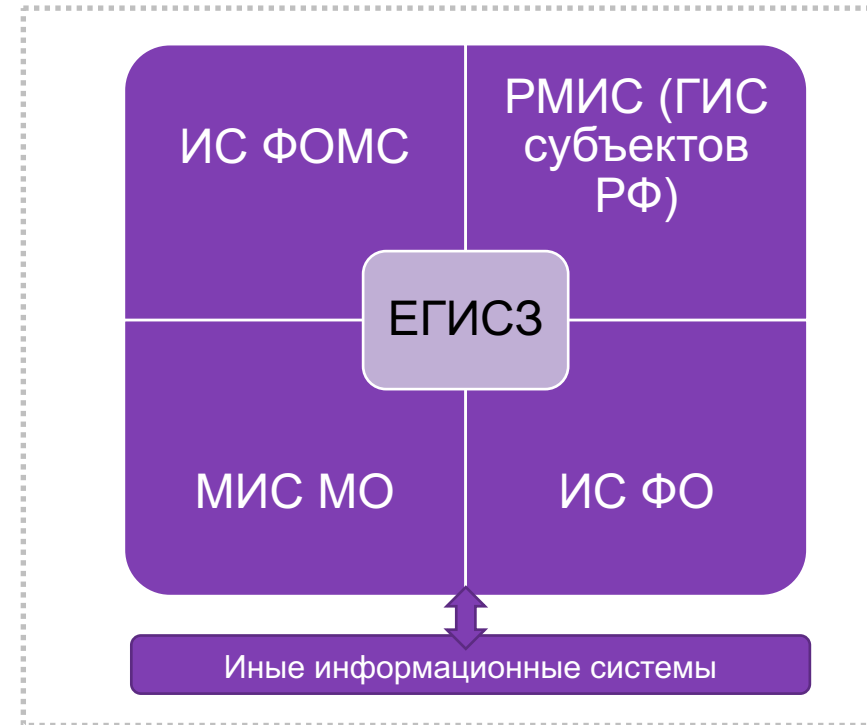 ИС ФОМС
РМИС (ГИС
субъектов
РФ)
ЕГИСЗ
МИС МО
ИС ФО
Иные информационные системы